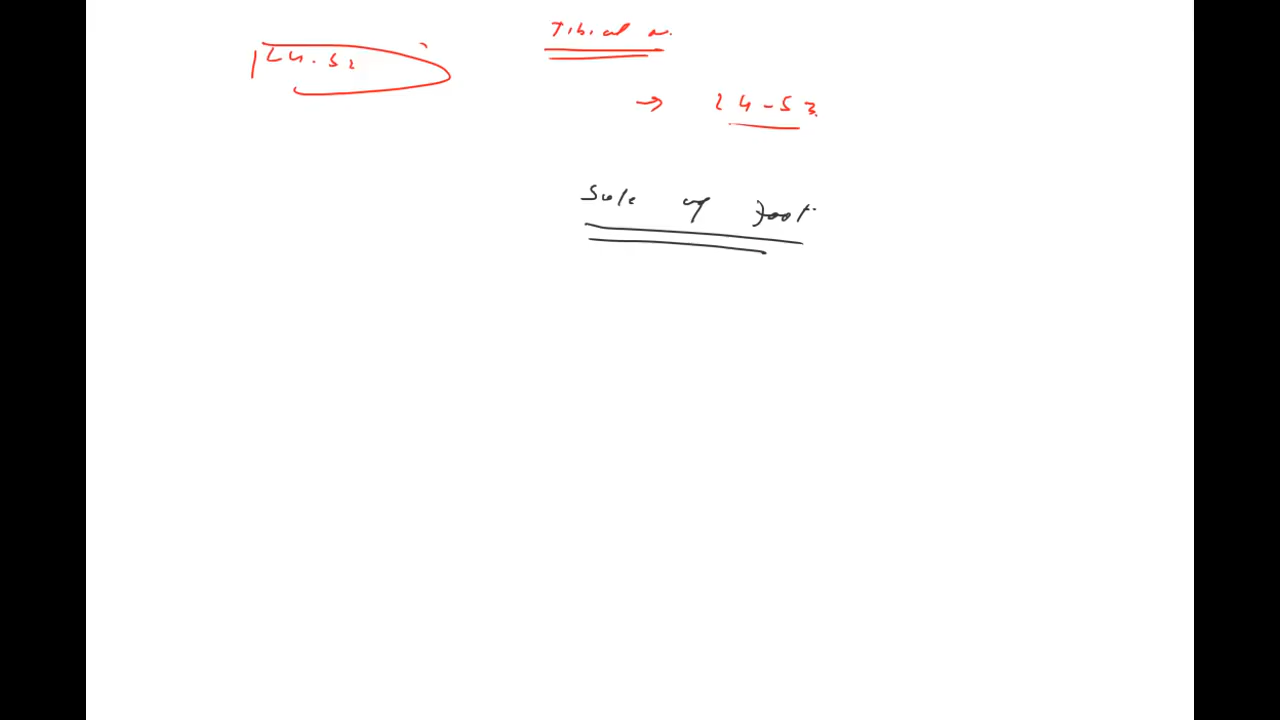 Tibial n.
L4-S2
→ L4-S3
Sole of foot